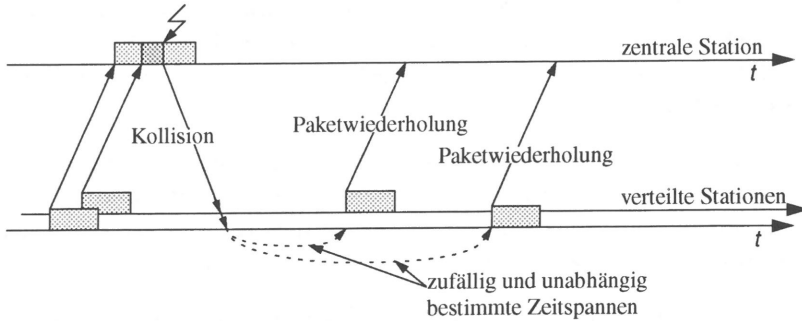 zentrale Station
t
Kollision
Paketwiederholung
Paketwiederholung
verteilte Stationen
t
zufällig und unabhängig
bestimmte Zeitspannen